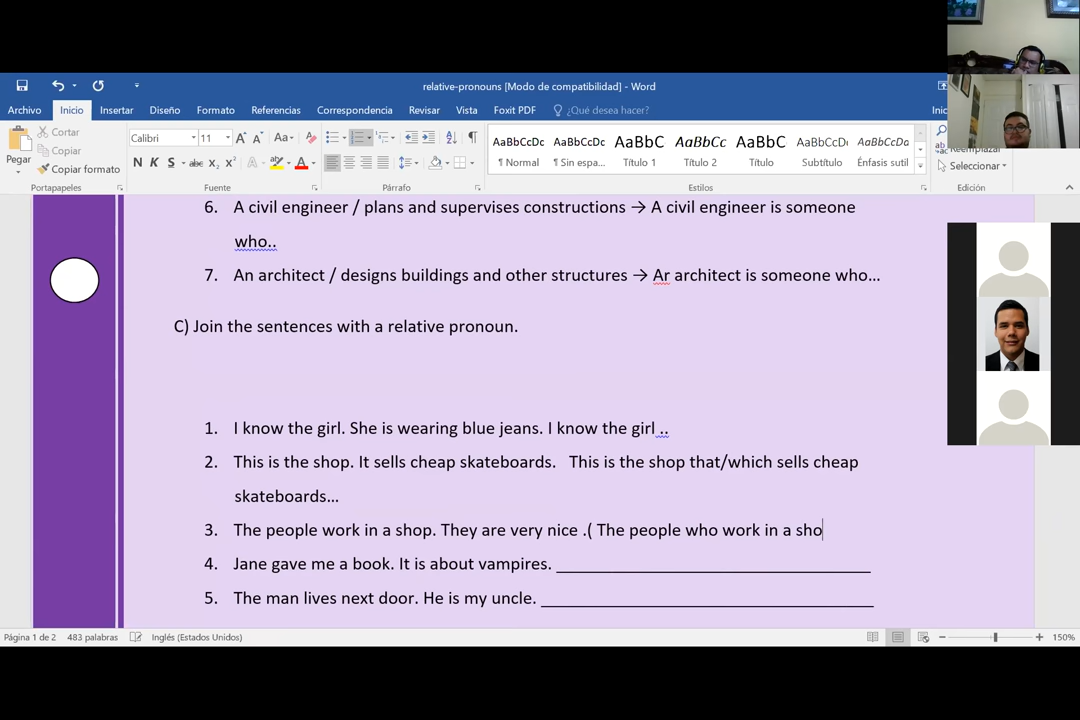 relative-pronouns [Modo de compatibilidad] - Word
Archivo Inicio Insertar Diseño Formato Referencias Correspondencia Revisar Vista Foxit PDF ¿Qué desea hacer?
Pegar
Cortar
Copiar
Copiar formato
Portapapeles
Calibri 11
N K S abc X₂ X²
Fuente
Párrafo
AaBbCcDc AaBbCcDc AaBbC AaBbCc AaBbC AaBbCcD AaBbCcDa
¶ Normal ¶ Sin espa... Título 1 Título 2 Título Subtítulo Énfasis sutil
Estilos
Reemplazar
Seleccionar
Edición
6. A civil engineer / plans and supervises constructions → A civil engineer is someone
who..
7. An architect / designs buildings and other structures → Ar architect is someone who...
C) Join the sentences with a relative pronoun.
1. I know the girl. She is wearing blue jeans. I know the girl ..
2. This is the shop. It sells cheap skateboards. This is the shop that/which sells cheap
skateboards...
3. The people work in a shop. They are very nice .( The people who work in a sho
4. Jane gave me a book. It is about vampires. ____________
5. The man lives next door. He is my uncle. ____________
Página 1 de 2 483 palabras Inglés (Estados Unidos) 150%